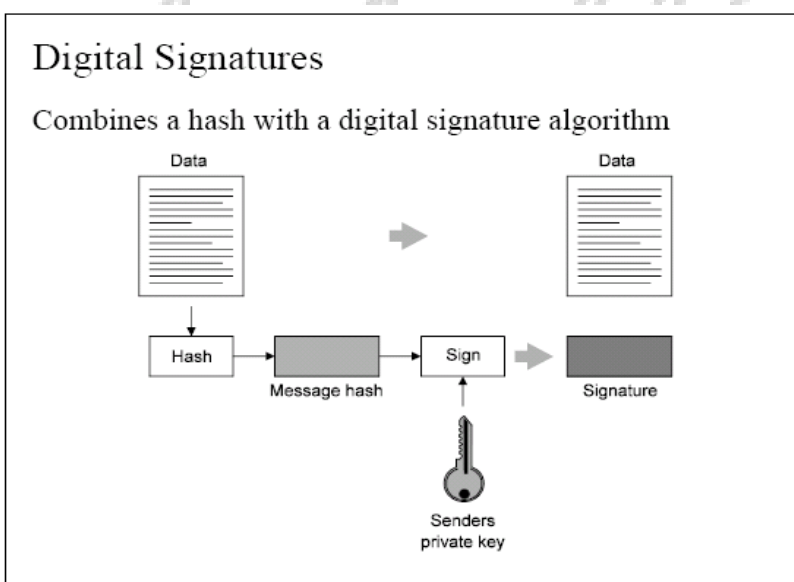 Digital Signatures
Combines a hash with a digital signature algorithm
Data
Data
Hash
Sign
Message hash
Signature
Senders
private key